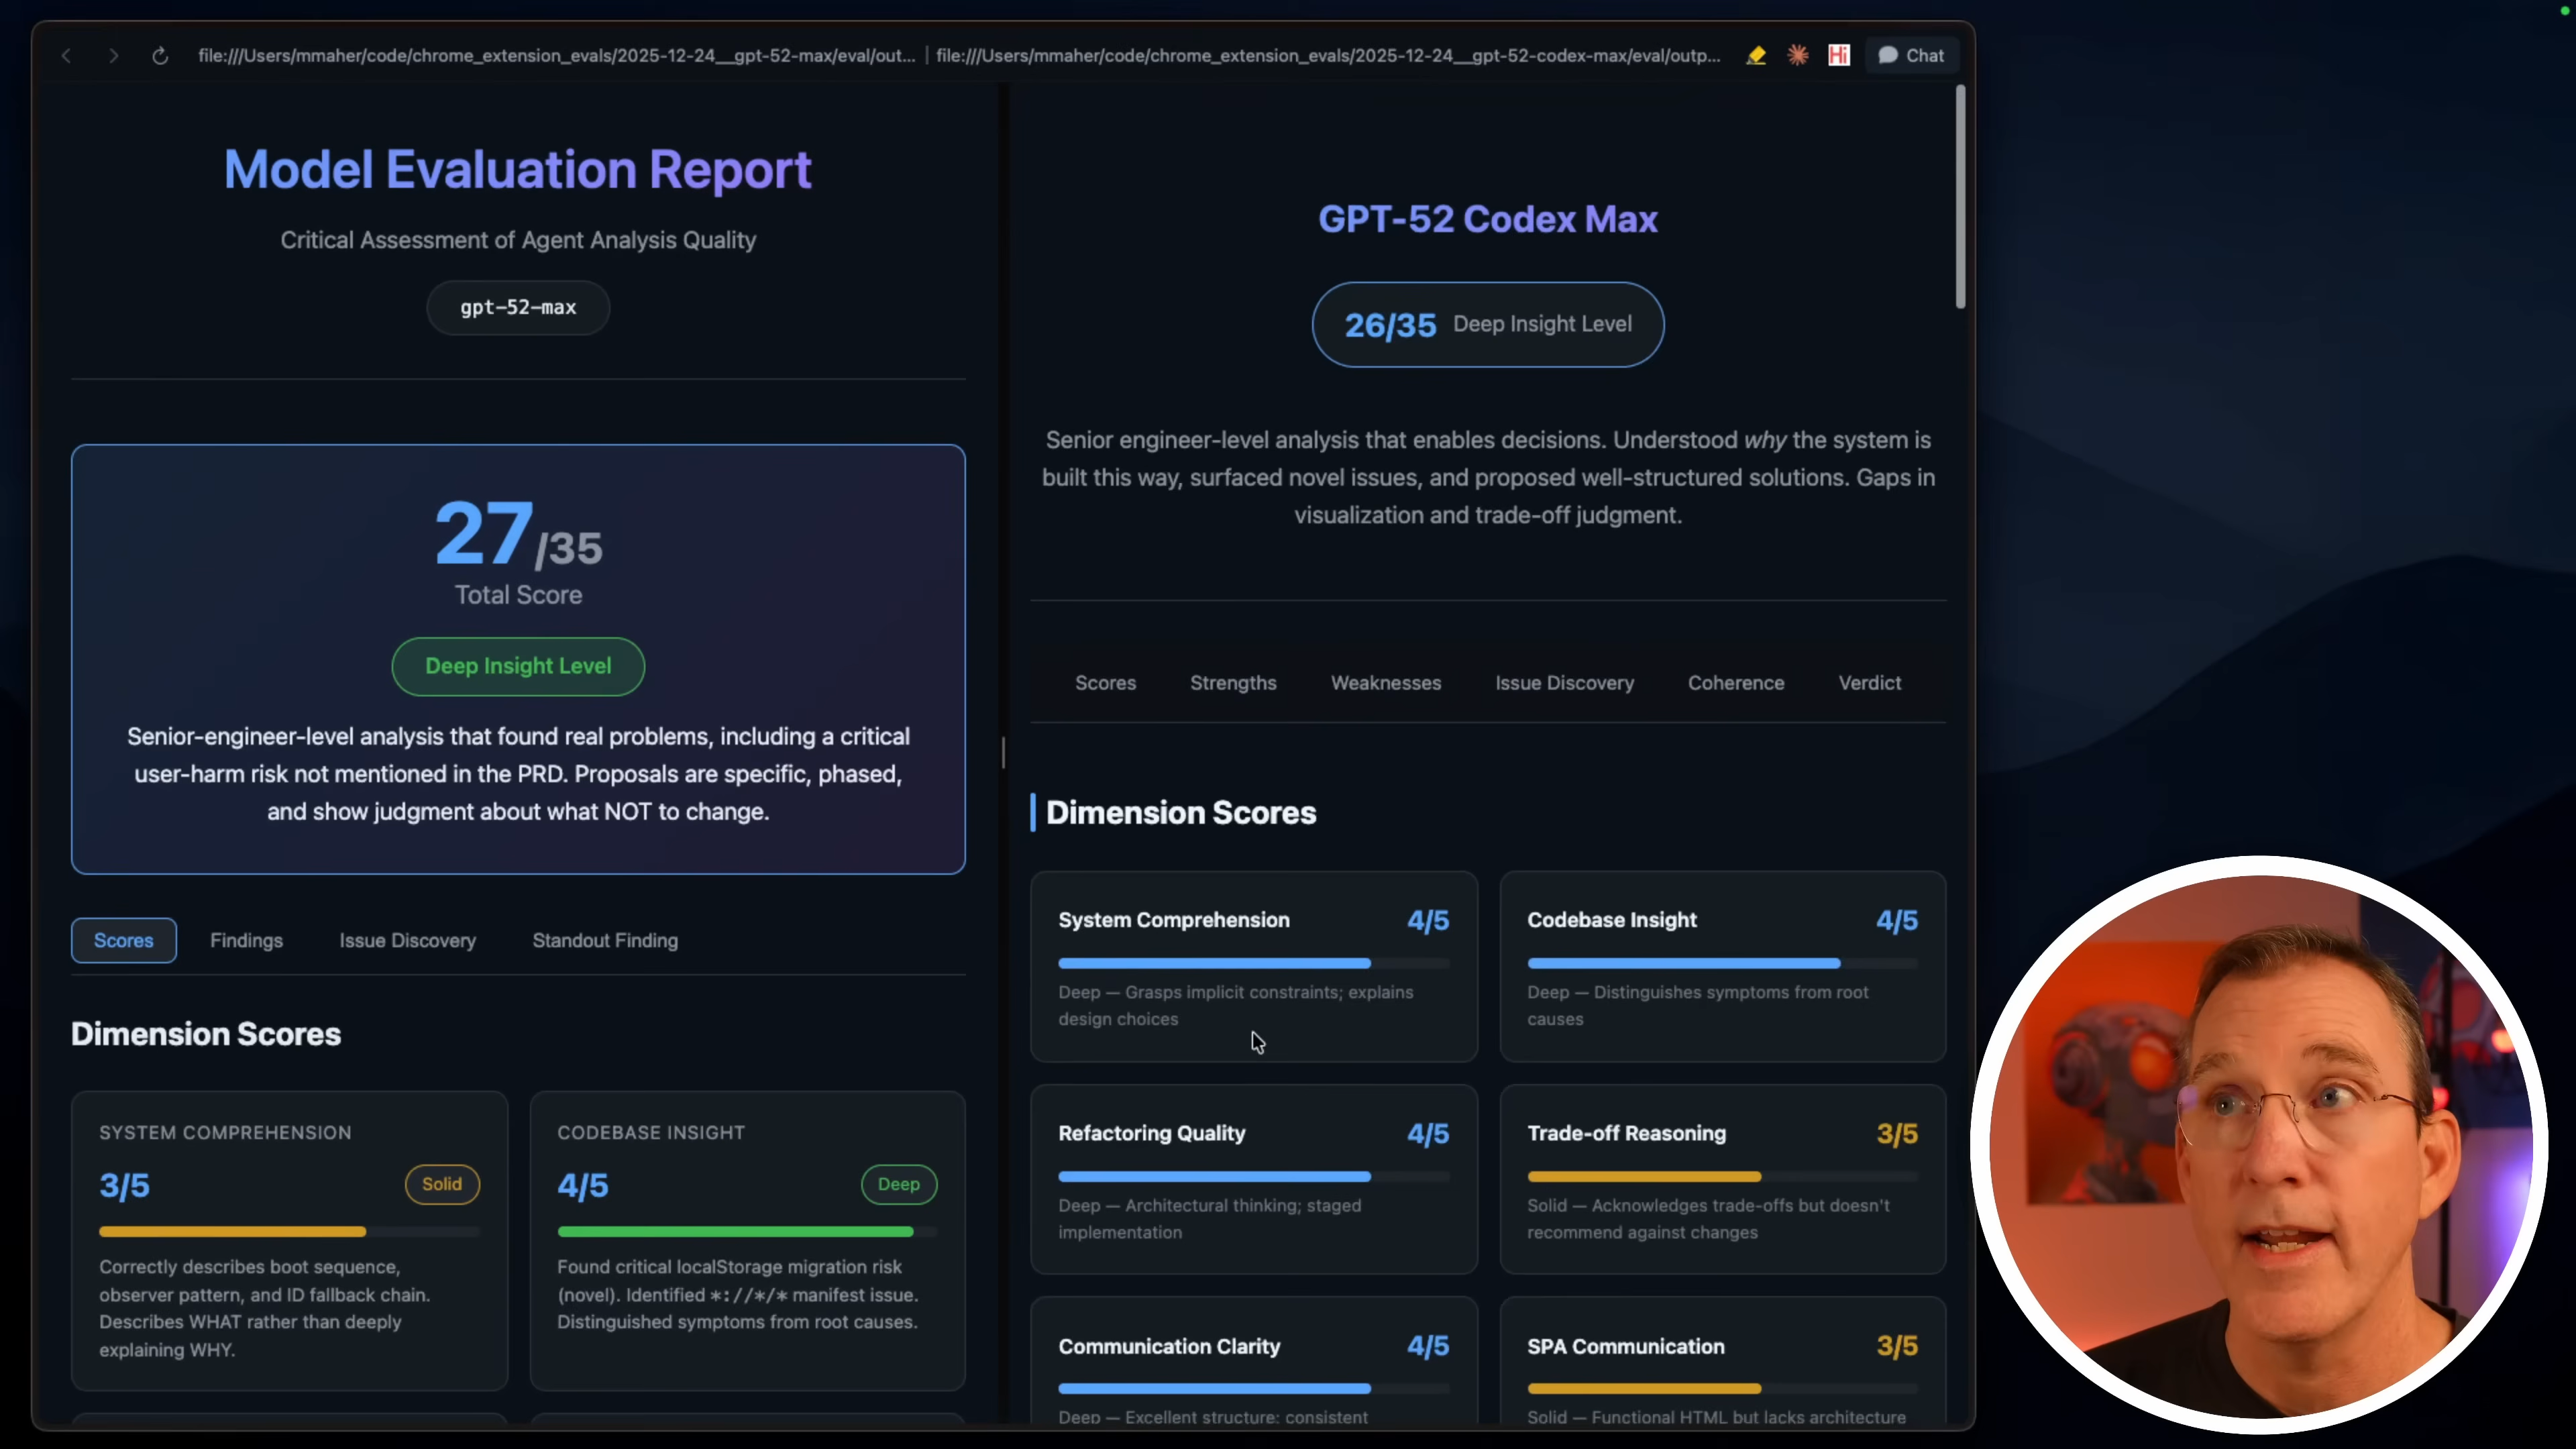 file:///Users/mmaher/code/chrome_extension_evals/2025-12-24__gpt-52-max/eval/out...
file:///Users/mmaher/code/chrome_extension_evals/2025-12-24__gpt-52-codex-max/eval/outp...
Hi
Chat
Model Evaluation Report
Critical Assessment of Agent Analysis Quality
gpt-52-max
27/35
Total Score
Deep Insight Level
Senior-engineer-level analysis that found real problems, including a critical
user-harm risk not mentioned in the PRD. Proposals are specific, phased,
and show judgment about what NOT to change.
Scores
Findings
Issue Discovery
Standout Finding
Dimension Scores
SYSTEM COMPREHENSION
3/5
Solid
Correctly describes boot sequence,
observer pattern, and ID fallback chain.
Describes WHAT rather than deeply
explaining WHY.
CODEBASE INSIGHT
4/5
Deep
Found critical localStorage migration risk
(novel). Identified *://*/* manifest issue.
Distinguished symptoms from root causes.
GPT-52 Codex Max
26/35 Deep Insight Level
Senior engineer-level analysis that enables decisions. Understood why the system is
built this way, surfaced novel issues, and proposed well-structured solutions. Gaps in
visualization and trade-off judgment.
Scores
Strengths
Weaknesses
Issue Discovery
Coherence
Verdict
Dimension Scores
System Comprehension
4/5
Deep — Grasps implicit constraints; explains
design choices
Codebase Insight
4/5
Deep — Distinguishes symptoms from root
causes
Refactoring Quality
4/5
Deep — Architectural thinking; staged
implementation
Trade-off Reasoning
3/5
Solid — Acknowledges trade-offs but doesn't
recommend against changes
Communication Clarity
4/5
Deep — Excellent structure; consistent
SPA Communication
3/5
Solid — Functional HTML but lacks architecture